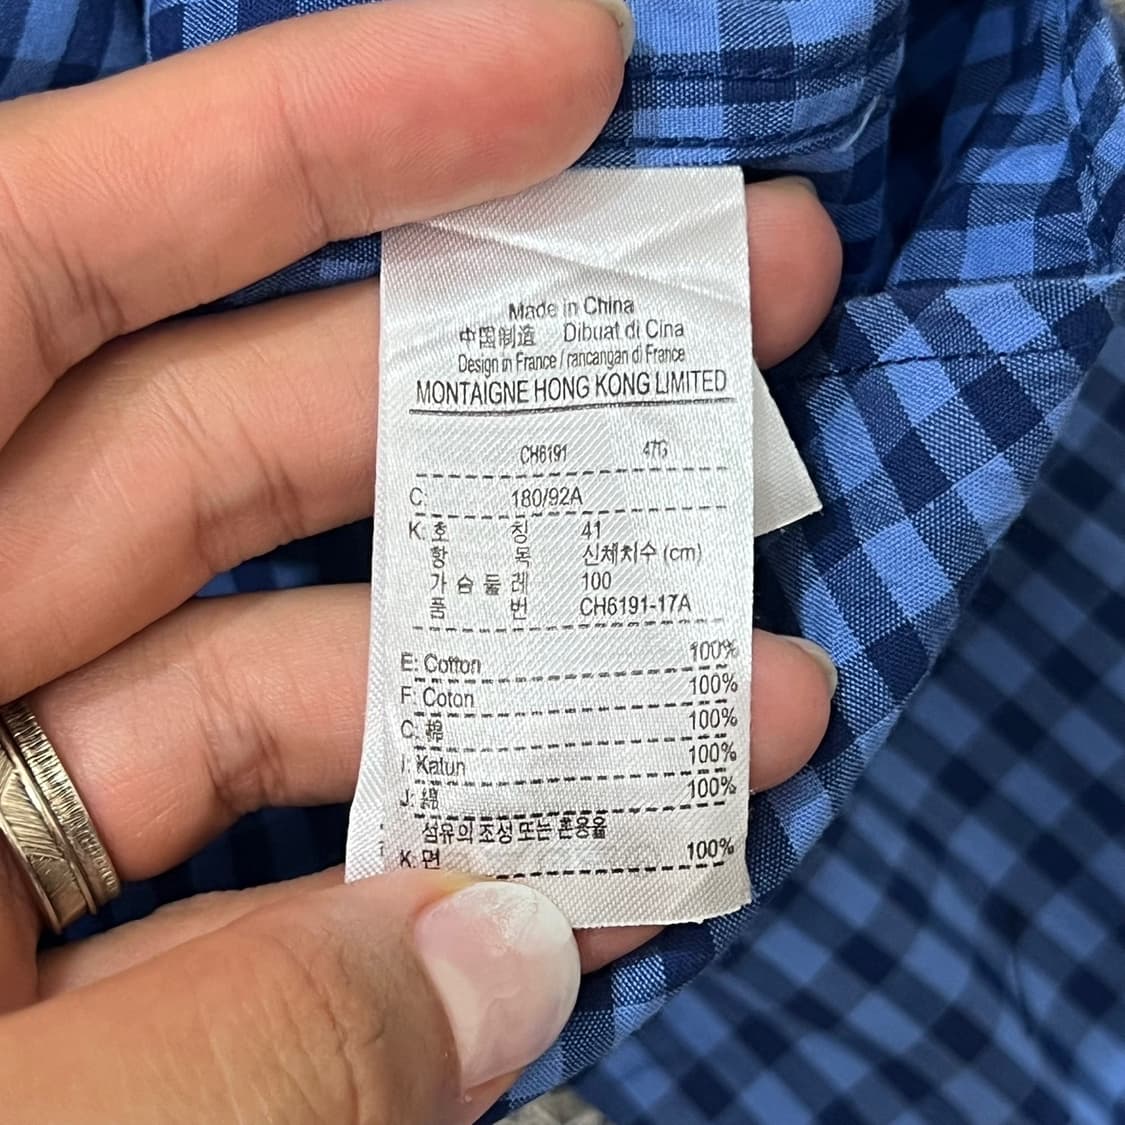 Made in China
中国制造 Dibuat di Cina
Design in France / rancangan di France
MONTAIGNE HONG KONG LIMITED
CH6191 47G
C: 180/92A
K: 호 칭 41
항 목 신체치수 (cm)
가 슴 둘 레 100
품 번 CH6191-17A
E: Cotton 100%
F: Coton 100%
C: 棉 100%
I: Katun 100%
J: 綿 100%
섬유의 조성 또는 혼용율
K: 면 100%